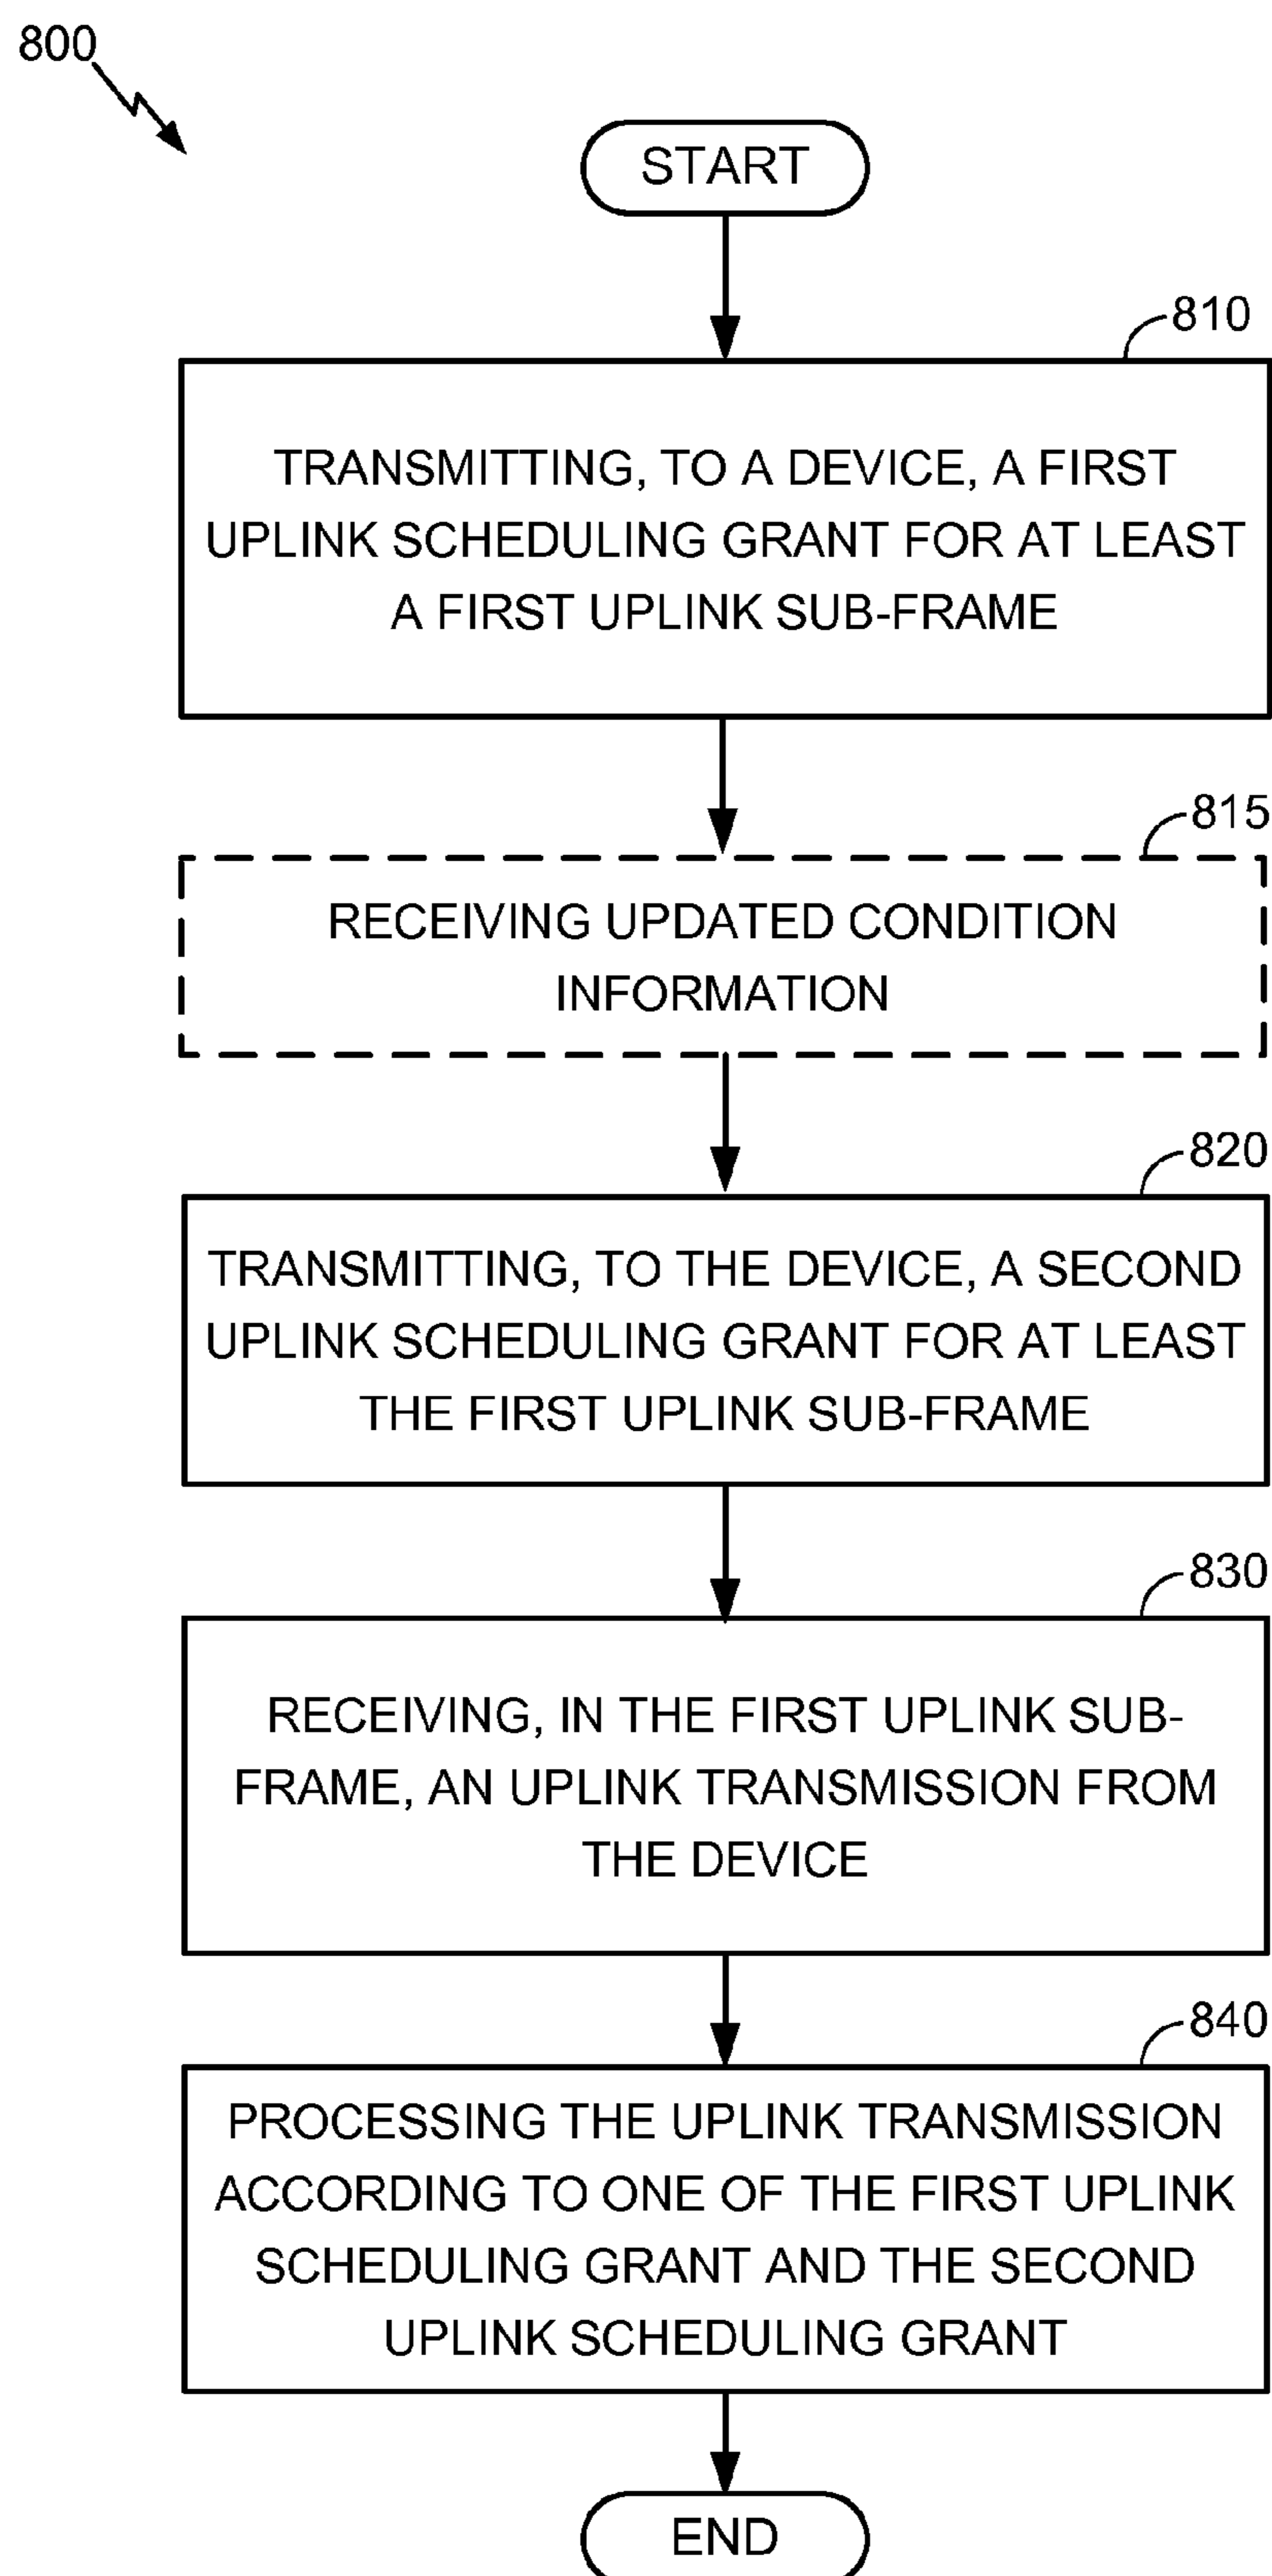 800
START
810
TRANSMITTING, TO A DEVICE, A FIRST
UPLINK SCHEDULING GRANT FOR AT LEAST
A FIRST UPLINK SUB-FRAME
815
RECEIVING UPDATED CONDITION
INFORMATION
820
TRANSMITTING, TO THE DEVICE, A SECOND
UPLINK SCHEDULING GRANT FOR AT LEAST
THE FIRST UPLINK SUB-FRAME
830
RECEIVING, IN THE FIRST UPLINK SUB-
FRAME, AN UPLINK TRANSMISSION FROM
THE DEVICE
840
PROCESSING THE UPLINK TRANSMISSION
ACCORDING TO ONE OF THE FIRST UPLINK
SCHEDULING GRANT AND THE SECOND
UPLINK SCHEDULING GRANT
END